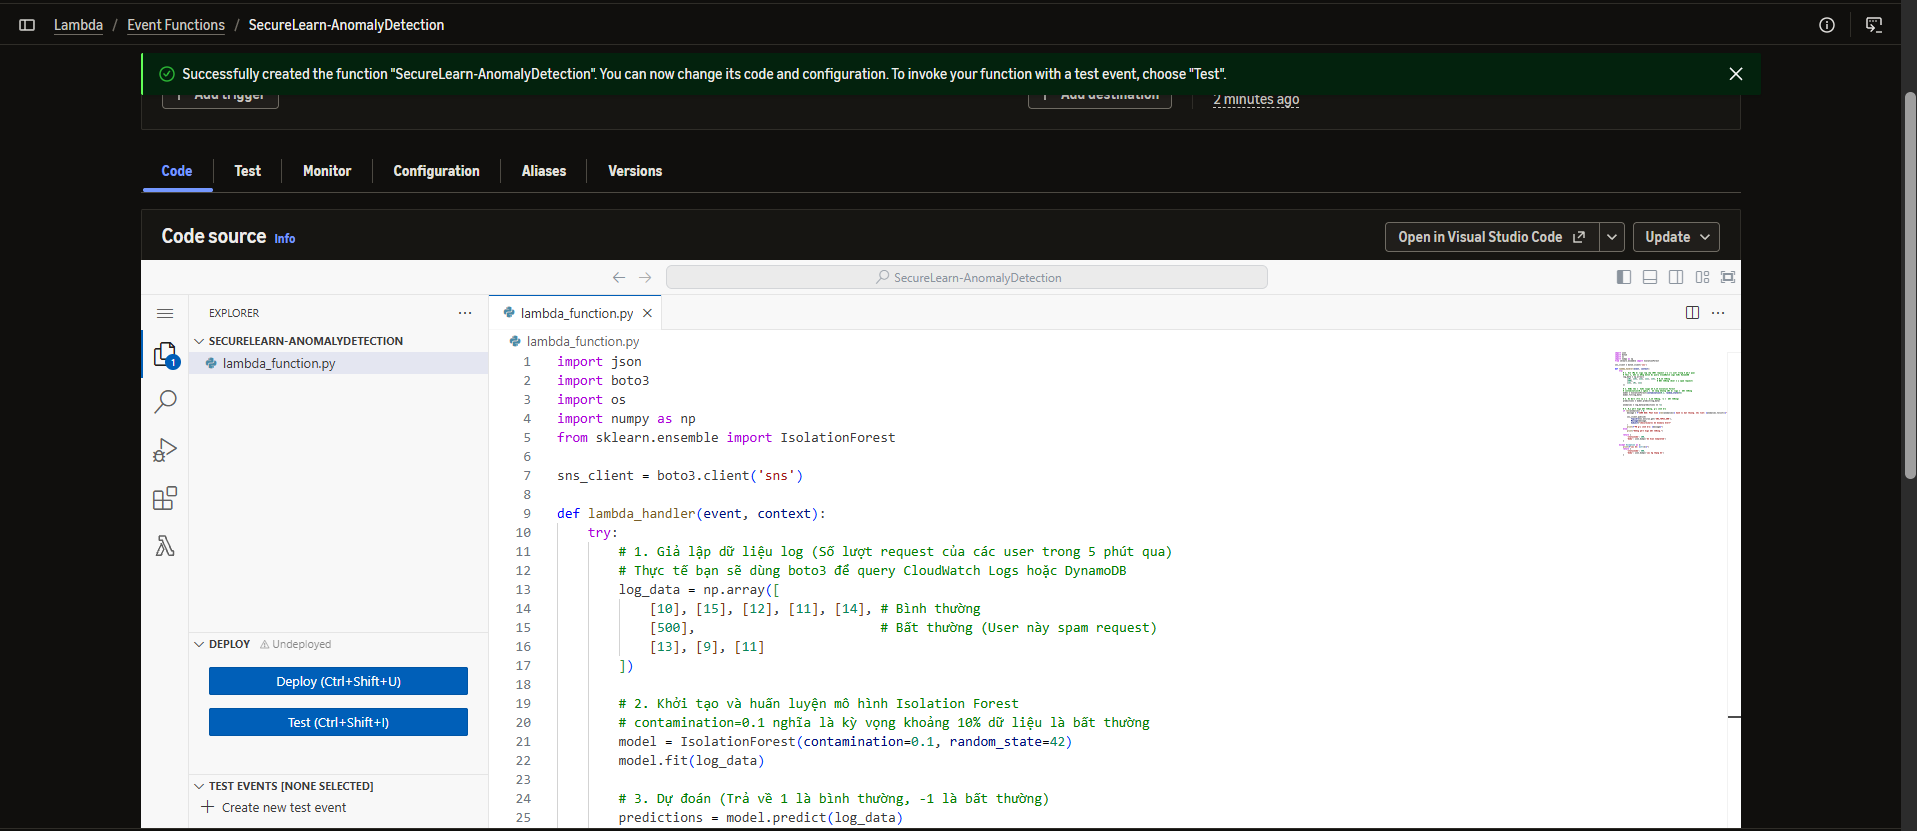 Lambda / Event Functions / SecureLearn-AnomalyDetection
Successfully created the function "SecureLearn-AnomalyDetection". You can now change its code and configuration. To invoke your function with a test event, choose "Test".
+ Add trigger
+ Add destination
2 minutes ago
Code
Test
Monitor
Configuration
Aliases
Versions
Code source Info
Open in Visual Studio Code
Update
SecureLearn-AnomalyDetection
EXPLORER
SECURELEARN-ANOMALYDETECTION
lambda_function.py
1
DEPLOY Undeployed
Deploy (Ctrl+Shift+U)
Test (Ctrl+Shift+I)
TEST EVENTS [NONE SELECTED]
+ Create new test event
lambda_function.py
lambda_function.py
1 import json
2 import boto3
3 import os
4 import numpy as np
5 from sklearn.ensemble import IsolationForest
6
7 sns_client = boto3.client('sns')
8
9 def lambda_handler(event, context):
10 try:
11 # 1. Giả lập dữ liệu log (Số lượt request của các user trong 5 phút qua)
12 # Thực tế bạn sẽ dùng boto3 để query CloudWatch Logs hoặc DynamoDB
13 log_data = np.array([
14 [10], [15], [12], [11], [14], # Bình thường
15 [500], # Bất thường (User này spam request)
16 [13], [9], [11]
17 ])
18
19 # 2. Khởi tạo và huấn luyện mô hình Isolation Forest
20 # contamination=0.1 nghĩa là kỳ vọng khoảng 10% dữ liệu là bất thường
21 model = IsolationForest(contamination=0.1, random_state=42)
22 model.fit(log_data)
23
24 # 3. Dự đoán (Trả về 1 là bình thường, -1 là bất thường)
25 predictions = model.predict(log_data)